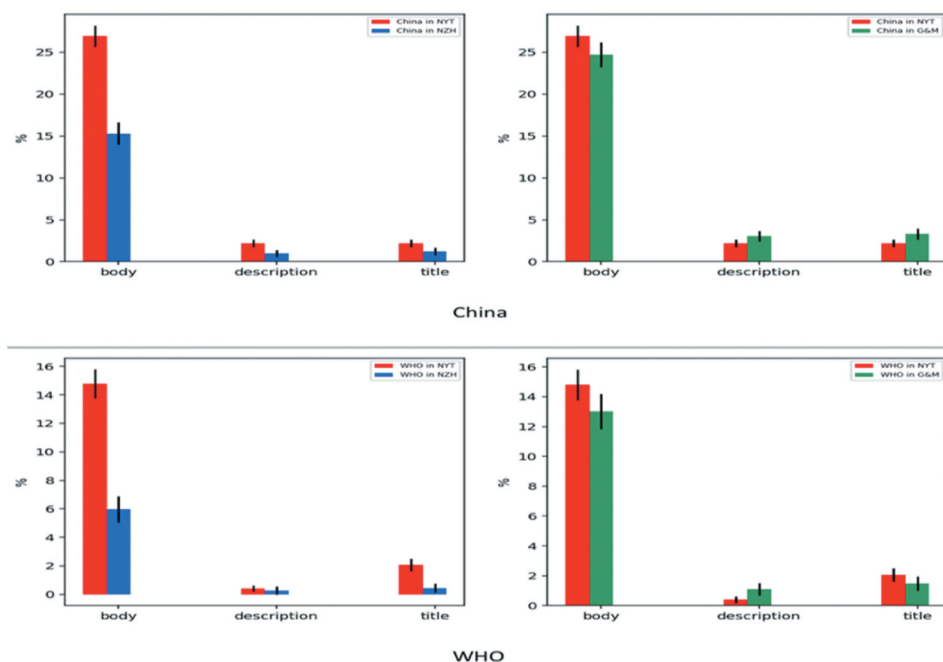 China in NYT
China in NZH
25
20
15
10
5
0
%
body description title
China in NYT
China in G&M
25
20
15
10
5
0
%
body description title
China
WHO in NYT
WHO in NZH
16
14
12
10
8
6
4
2
0
%
body description title
WHO in NYT
WHO in G&M
16
14
12
10
8
6
4
2
0
%
body description title
WHO